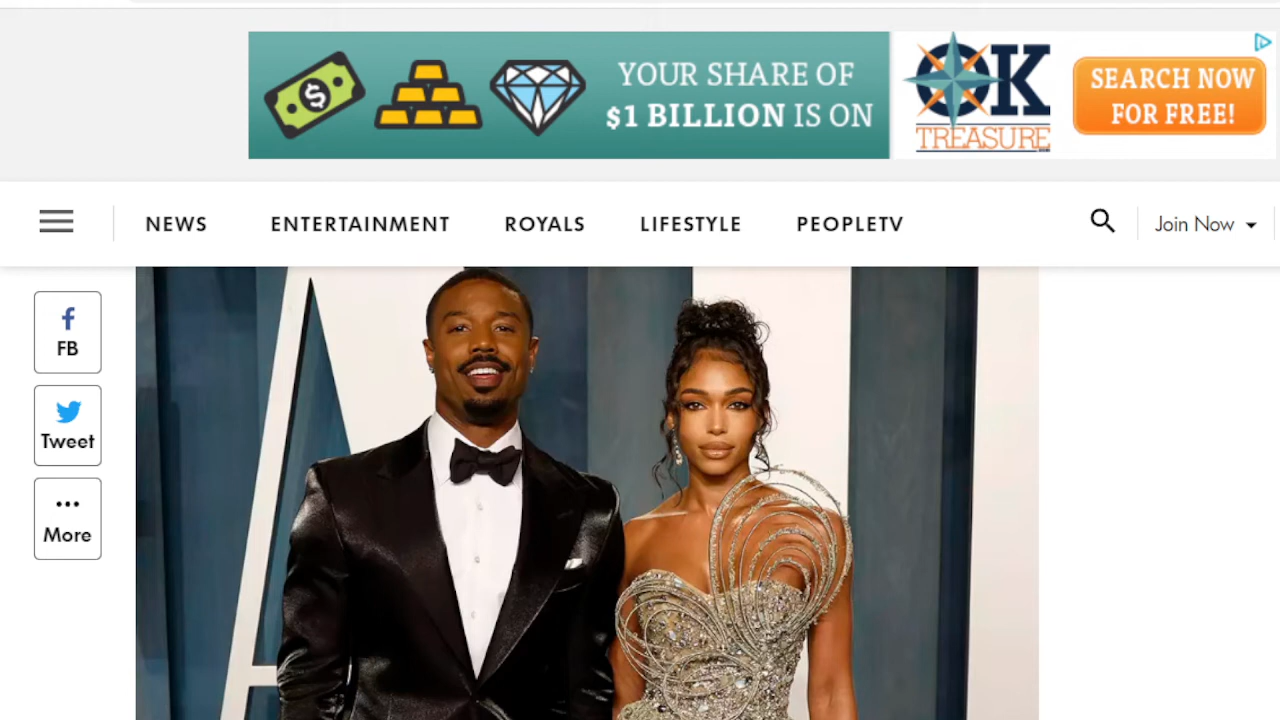 YOUR SHARE OF
$1 BILLION IS ON
OK
TREASURE
SEARCH NOW
FOR FREE!
NEWS
ENTERTAINMENT
ROYALS
LIFESTYLE
PEOPLETV
Join Now
FB
Tweet
More
A